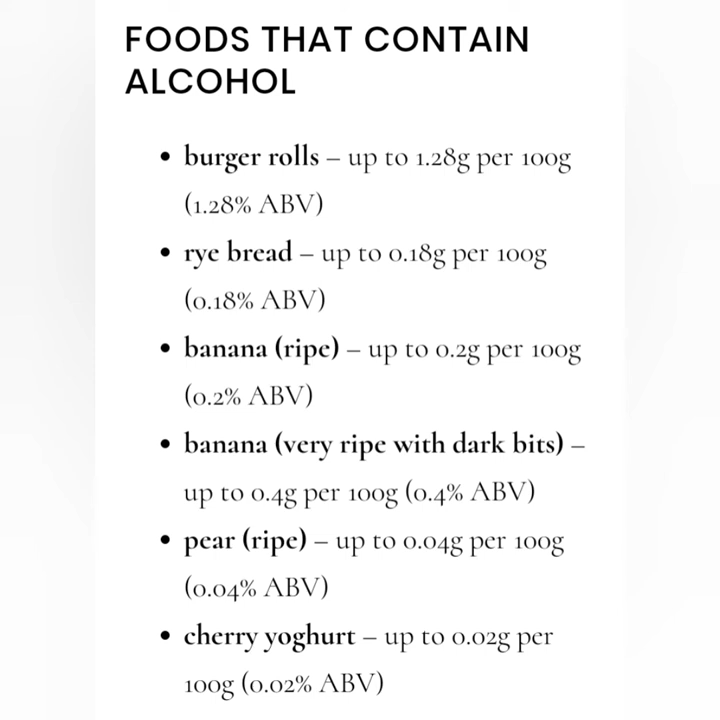 FOODS THAT CONTAIN
ALCOHOL
• burger rolls – up to 1.28g per 100g
(1.28% ABV)
• rye bread – up to 0.18g per 100g
(0.18% ABV)
• banana (ripe) – up to 0.2g per 100g
(0.2% ABV)
• banana (very ripe with dark bits) –
up to 0.4g per 100g (0.4% ABV)
• pear (ripe) – up to 0.04g per 100g
(0.04% ABV)
• cherry yoghurt – up to 0.02g per
100g (0.02% ABV)